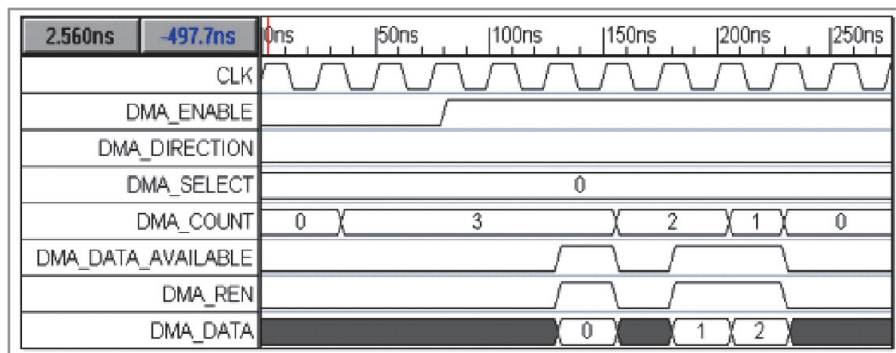 2.560ns -497.7ns 0ns 50ns 100ns 150ns 200ns 250ns
CLK
DMA_ENABLE
DMA_DIRECTION
DMA_SELECT 0
DMA_COUNT 0 3 2 1 0
DMA_DATA_AVAILABLE
DMA_REN
DMA_DATA 0 1 2